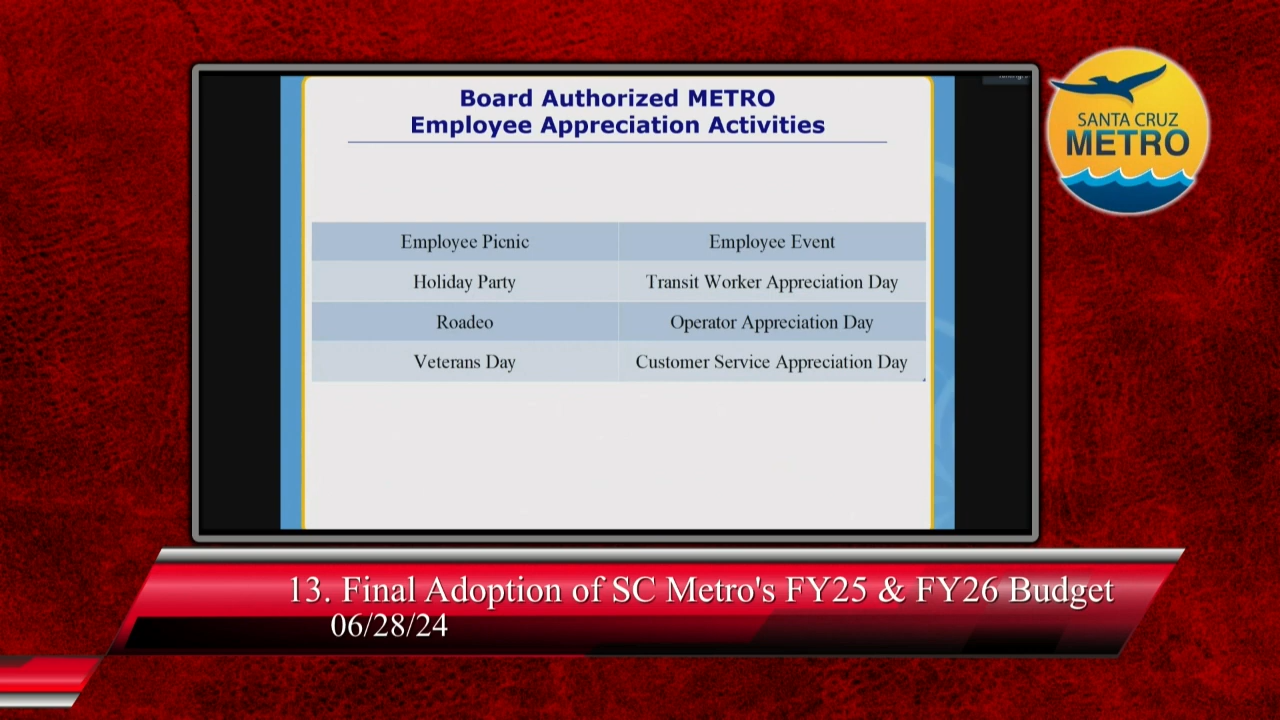 Board Authorized METRO
Employee Appreciation Activities
Employee Picnic
Employee Event
Holiday Party
Transit Worker Appreciation Day
Roadeo
Operator Appreciation Day
Veterans Day
Customer Service Appreciation Day
SANTA CRUZ
METRO
13. Final Adoption of SC Metro's FY25 & FY26 Budget
06/28/24